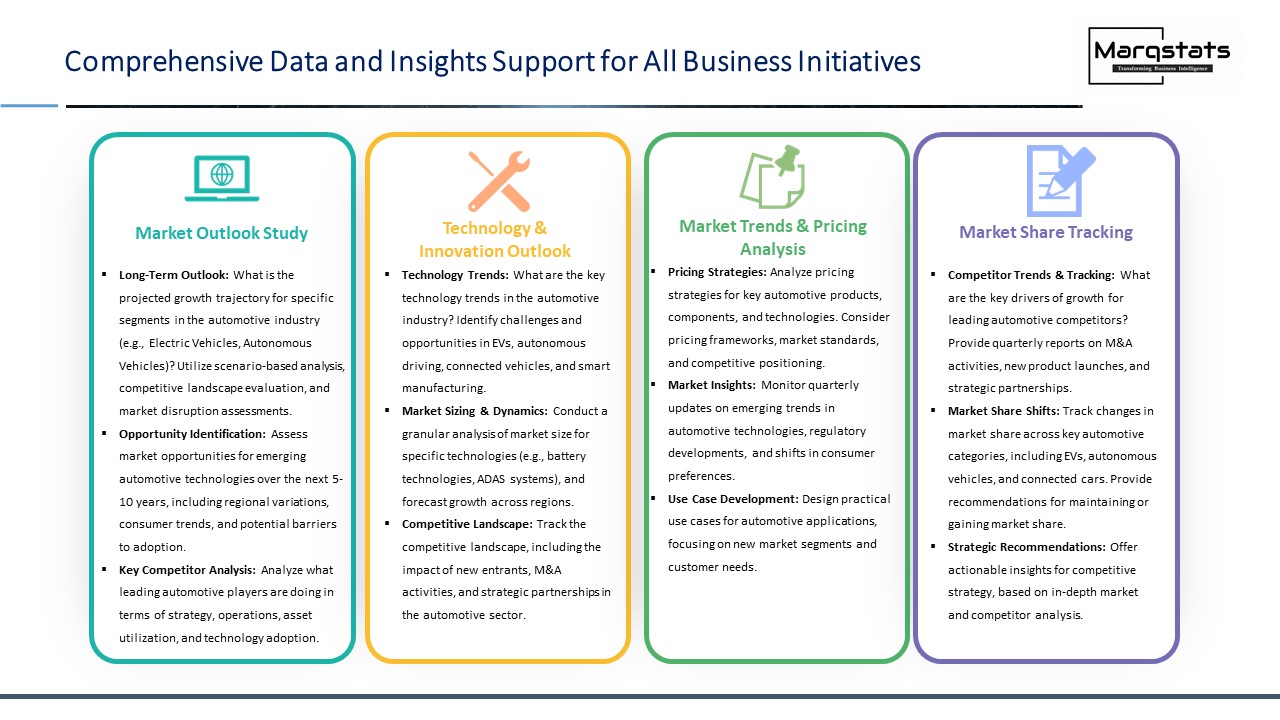 Comprehensive Data and Insights Support for All Business Initiatives
Marqstats
Transforming Business Intelligence
Market Outlook Study
▪ Long-Term Outlook: What is the
projected growth trajectory for specific
segments in the automotive industry
(e.g., Electric Vehicles, Autonomous
Vehicles)? Utilize scenario-based analysis,
competitive landscape evaluation, and
market disruption assessments.
▪ Opportunity Identification: Assess
market opportunities for emerging
automotive technologies over the next 5-
10 years, including regional variations,
consumer trends, and potential barriers
to adoption.
▪ Key Competitor Analysis: Analyze what
leading automotive players are doing in
terms of strategy, operations, asset
utilization, and technology adoption.
Technology &
Innovation Outlook
▪ Technology Trends: What are the key
technology trends in the automotive
industry? Identify challenges and
opportunities in EVs, autonomous
driving, connected vehicles, and smart
manufacturing.
▪ Market Sizing & Dynamics: Conduct a
granular analysis of market size for
specific technologies (e.g., battery
technologies, ADAS systems), and
forecast growth across regions.
▪ Competitive Landscape: Track the
competitive landscape, including the
impact of new entrants, M&A
activities, and strategic partnerships in
the automotive sector.
Market Trends & Pricing
Analysis
▪ Pricing Strategies: Analyze pricing
strategies for key automotive products,
components, and technologies. Consider
pricing frameworks, market standards,
and competitive positioning.
▪ Market Insights: Monitor quarterly
updates on emerging trends in
automotive technologies, regulatory
developments, and shifts in consumer
preferences.
▪ Use Case Development: Design practical
use cases for automotive applications,
focusing on new market segments and
customer needs.
Market Share Tracking
▪ Competitor Trends & Tracking: What
are the key drivers of growth for
leading automotive competitors?
Provide quarterly reports on M&A
activities, new product launches, and
strategic partnerships.
▪ Market Share Shifts: Track changes in
market share across key automotive
categories, including EVs, autonomous
vehicles, and connected cars. Provide
recommendations for maintaining or
gaining market share.
▪ Strategic Recommendations: Offer
actionable insights for competitive
strategy, based on in-depth market
and competitor analysis.